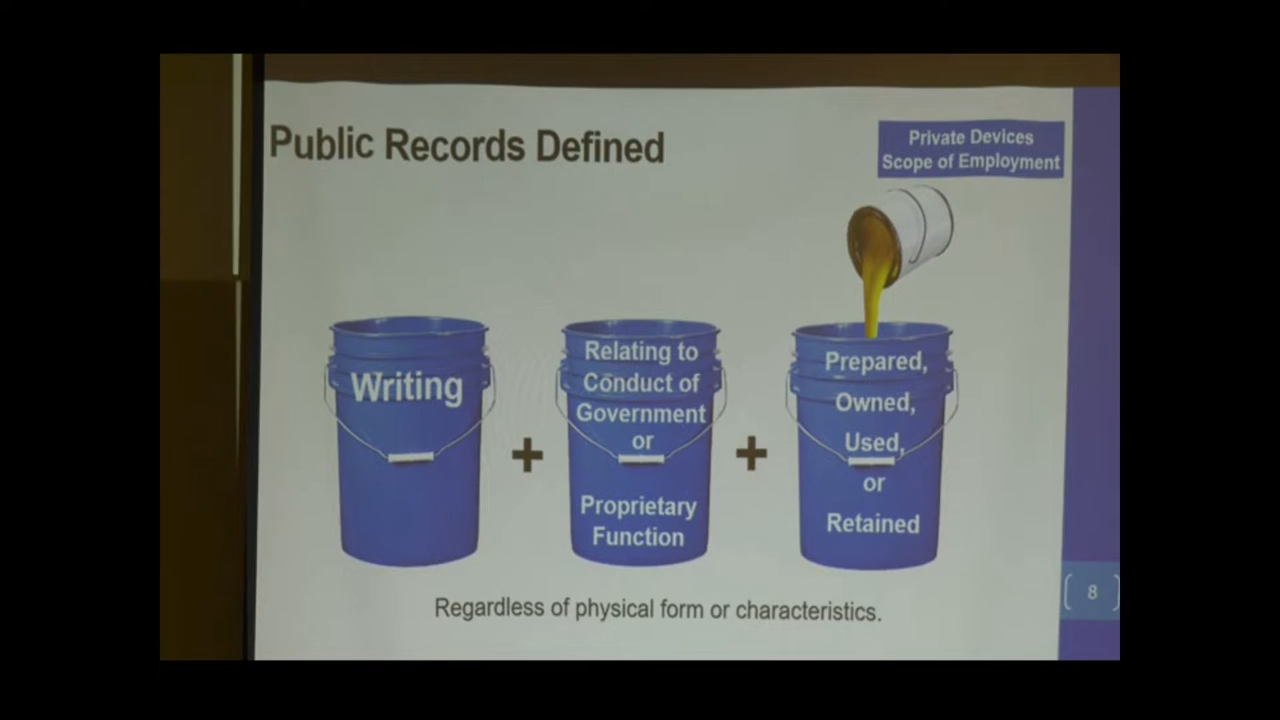 Public Records Defined
Private Devices
Scope of Employment
Writing
+
Relating to
Conduct of
Government
or
Proprietary
Function
+
Prepared,
Owned,
Used,
or
Retained
Regardless of physical form or characteristics.
8